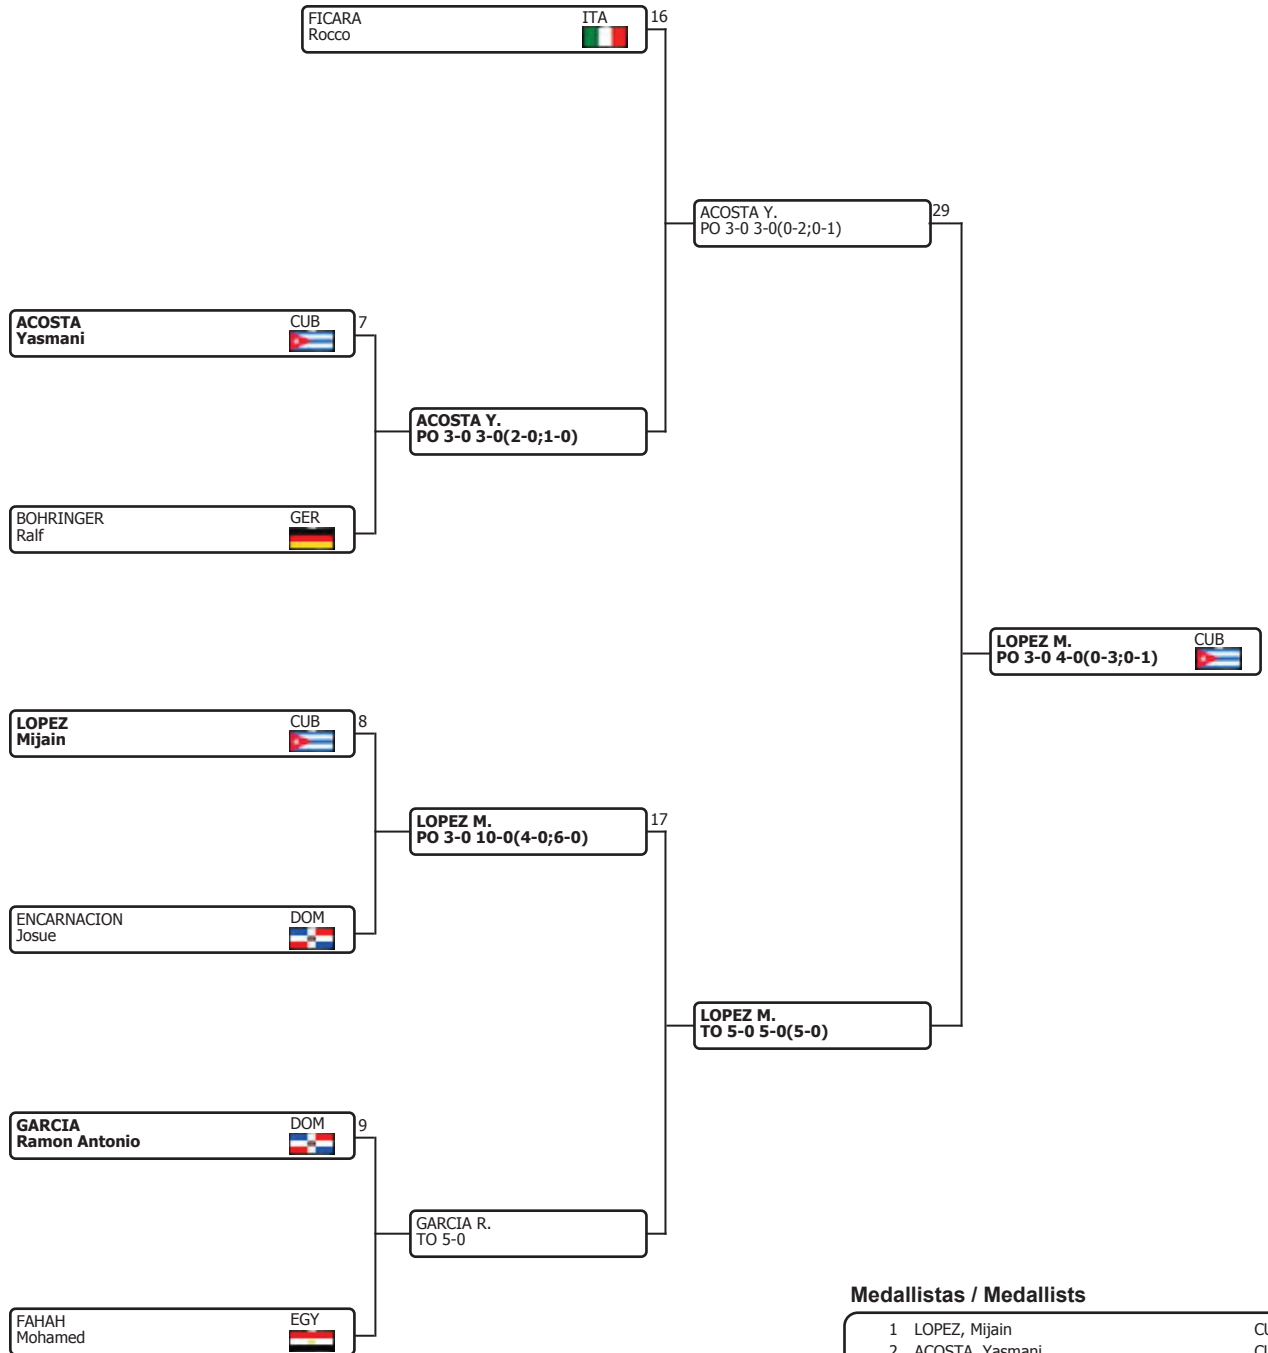 FICARA ITA 16
Rocco
ACOSTA Y. 29
PO 3-0 3-0(0-2;0-1)
ACOSTA CUB 7
Yasmani
ACOSTA Y.
PO 3-0 3-0(2-0;1-0)
BOHRINGER GER
Ralf
LOPEZ M. CUB
PO 3-0 4-0(0-3;0-1)
LOPEZ CUB 8
Mijain
LOPEZ M. 17
PO 3-0 10-0(4-0;6-0)
ENCARNACION DOM
Josue
LOPEZ M.
TO 5-0 5-0(5-0)
GARCIA DOM 9
Ramon Antonio
GARCIA R.
TO 5-0
Medallistas / Medallists
FAHAH EGY
Mohamed
1 LOPEZ, Mijain
2 ACOSTA, Yasmani